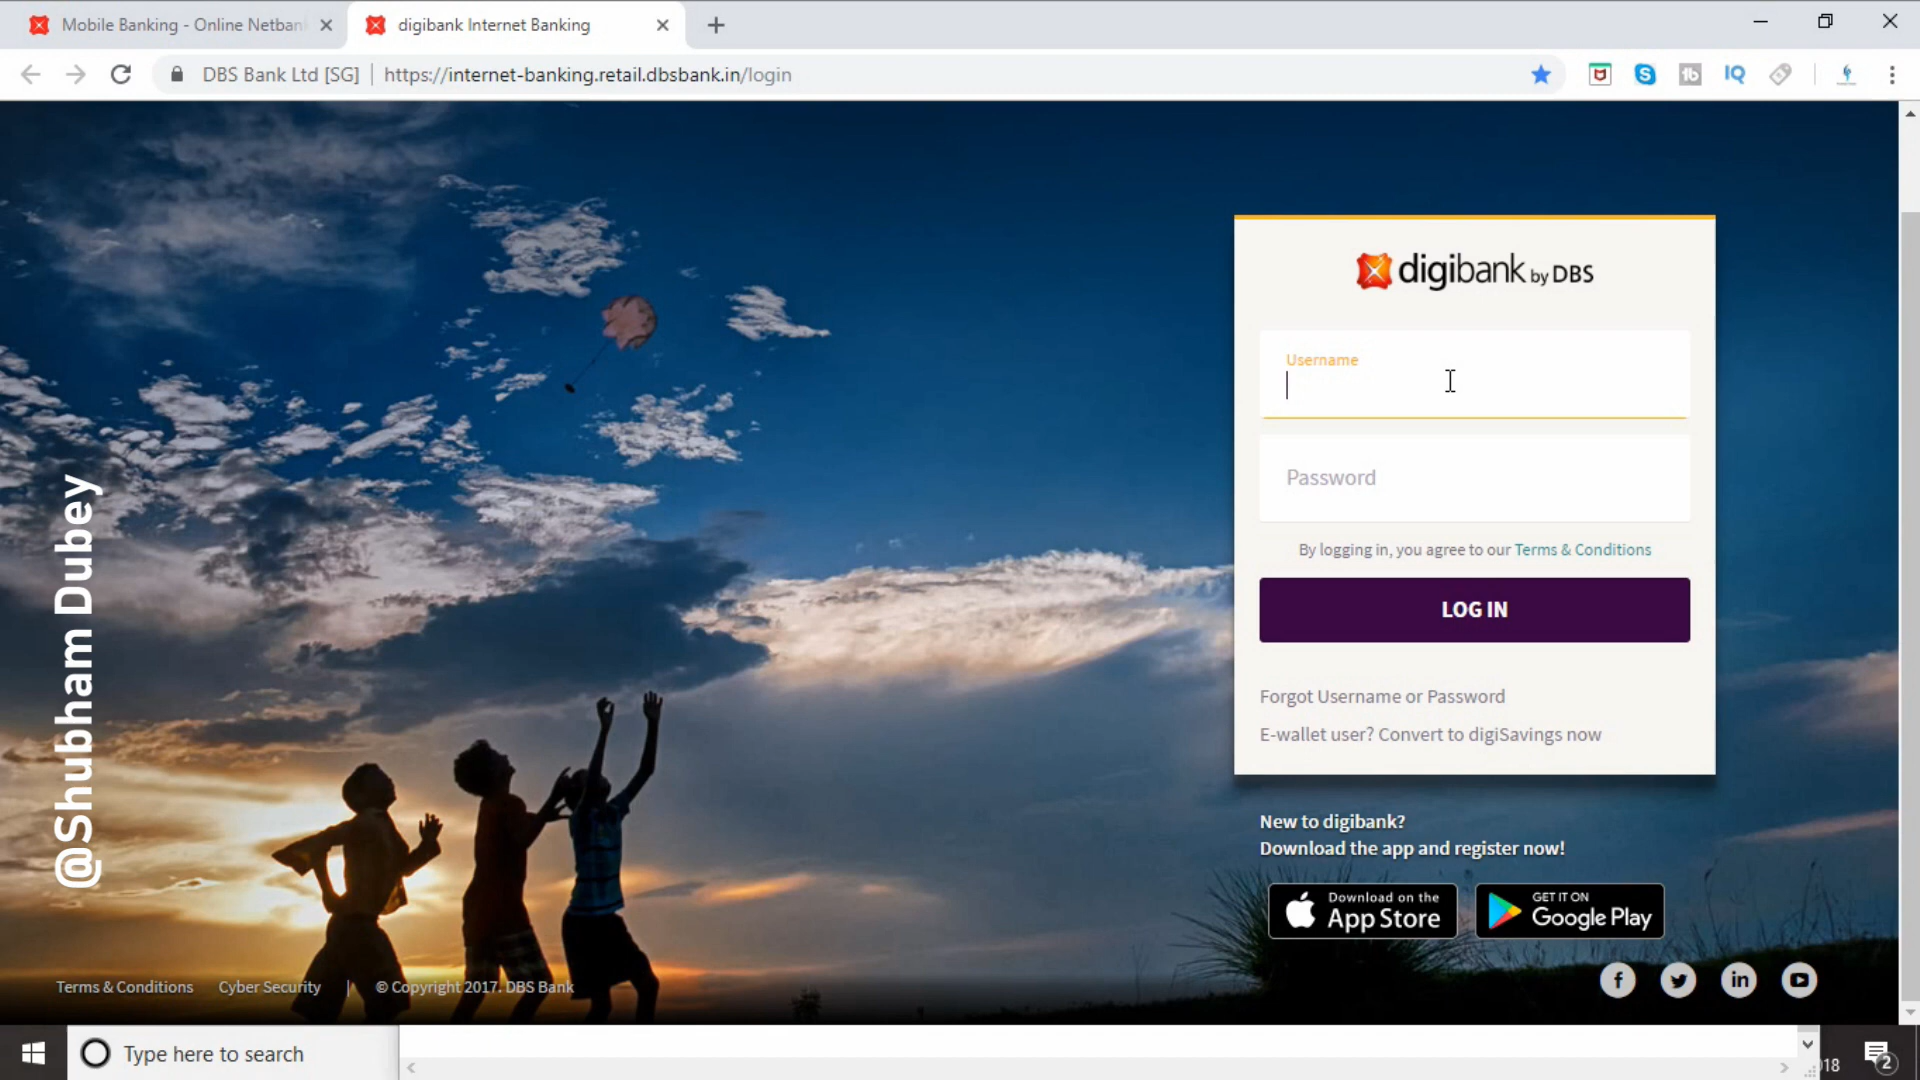 Mobile Banking - Online Netban
digibank Internet Banking
DBS Bank Ltd [SG]
https://internet-banking.retail.dbsbank.in/login
IQ
digibank by DBS
Username
Password
By logging in, you agree to our Terms & Conditions
LOG IN
Forgot Username or Password
E-wallet user? Convert to digiSavings now
New to digibank?
Download the app and register now!
Download on the
App Store
GET IT ON
Google Play
@Shubham Dubey
Terms & Conditions
Cyber Security
© Copyright 2017. DBS Bank
Type here to search
18
2